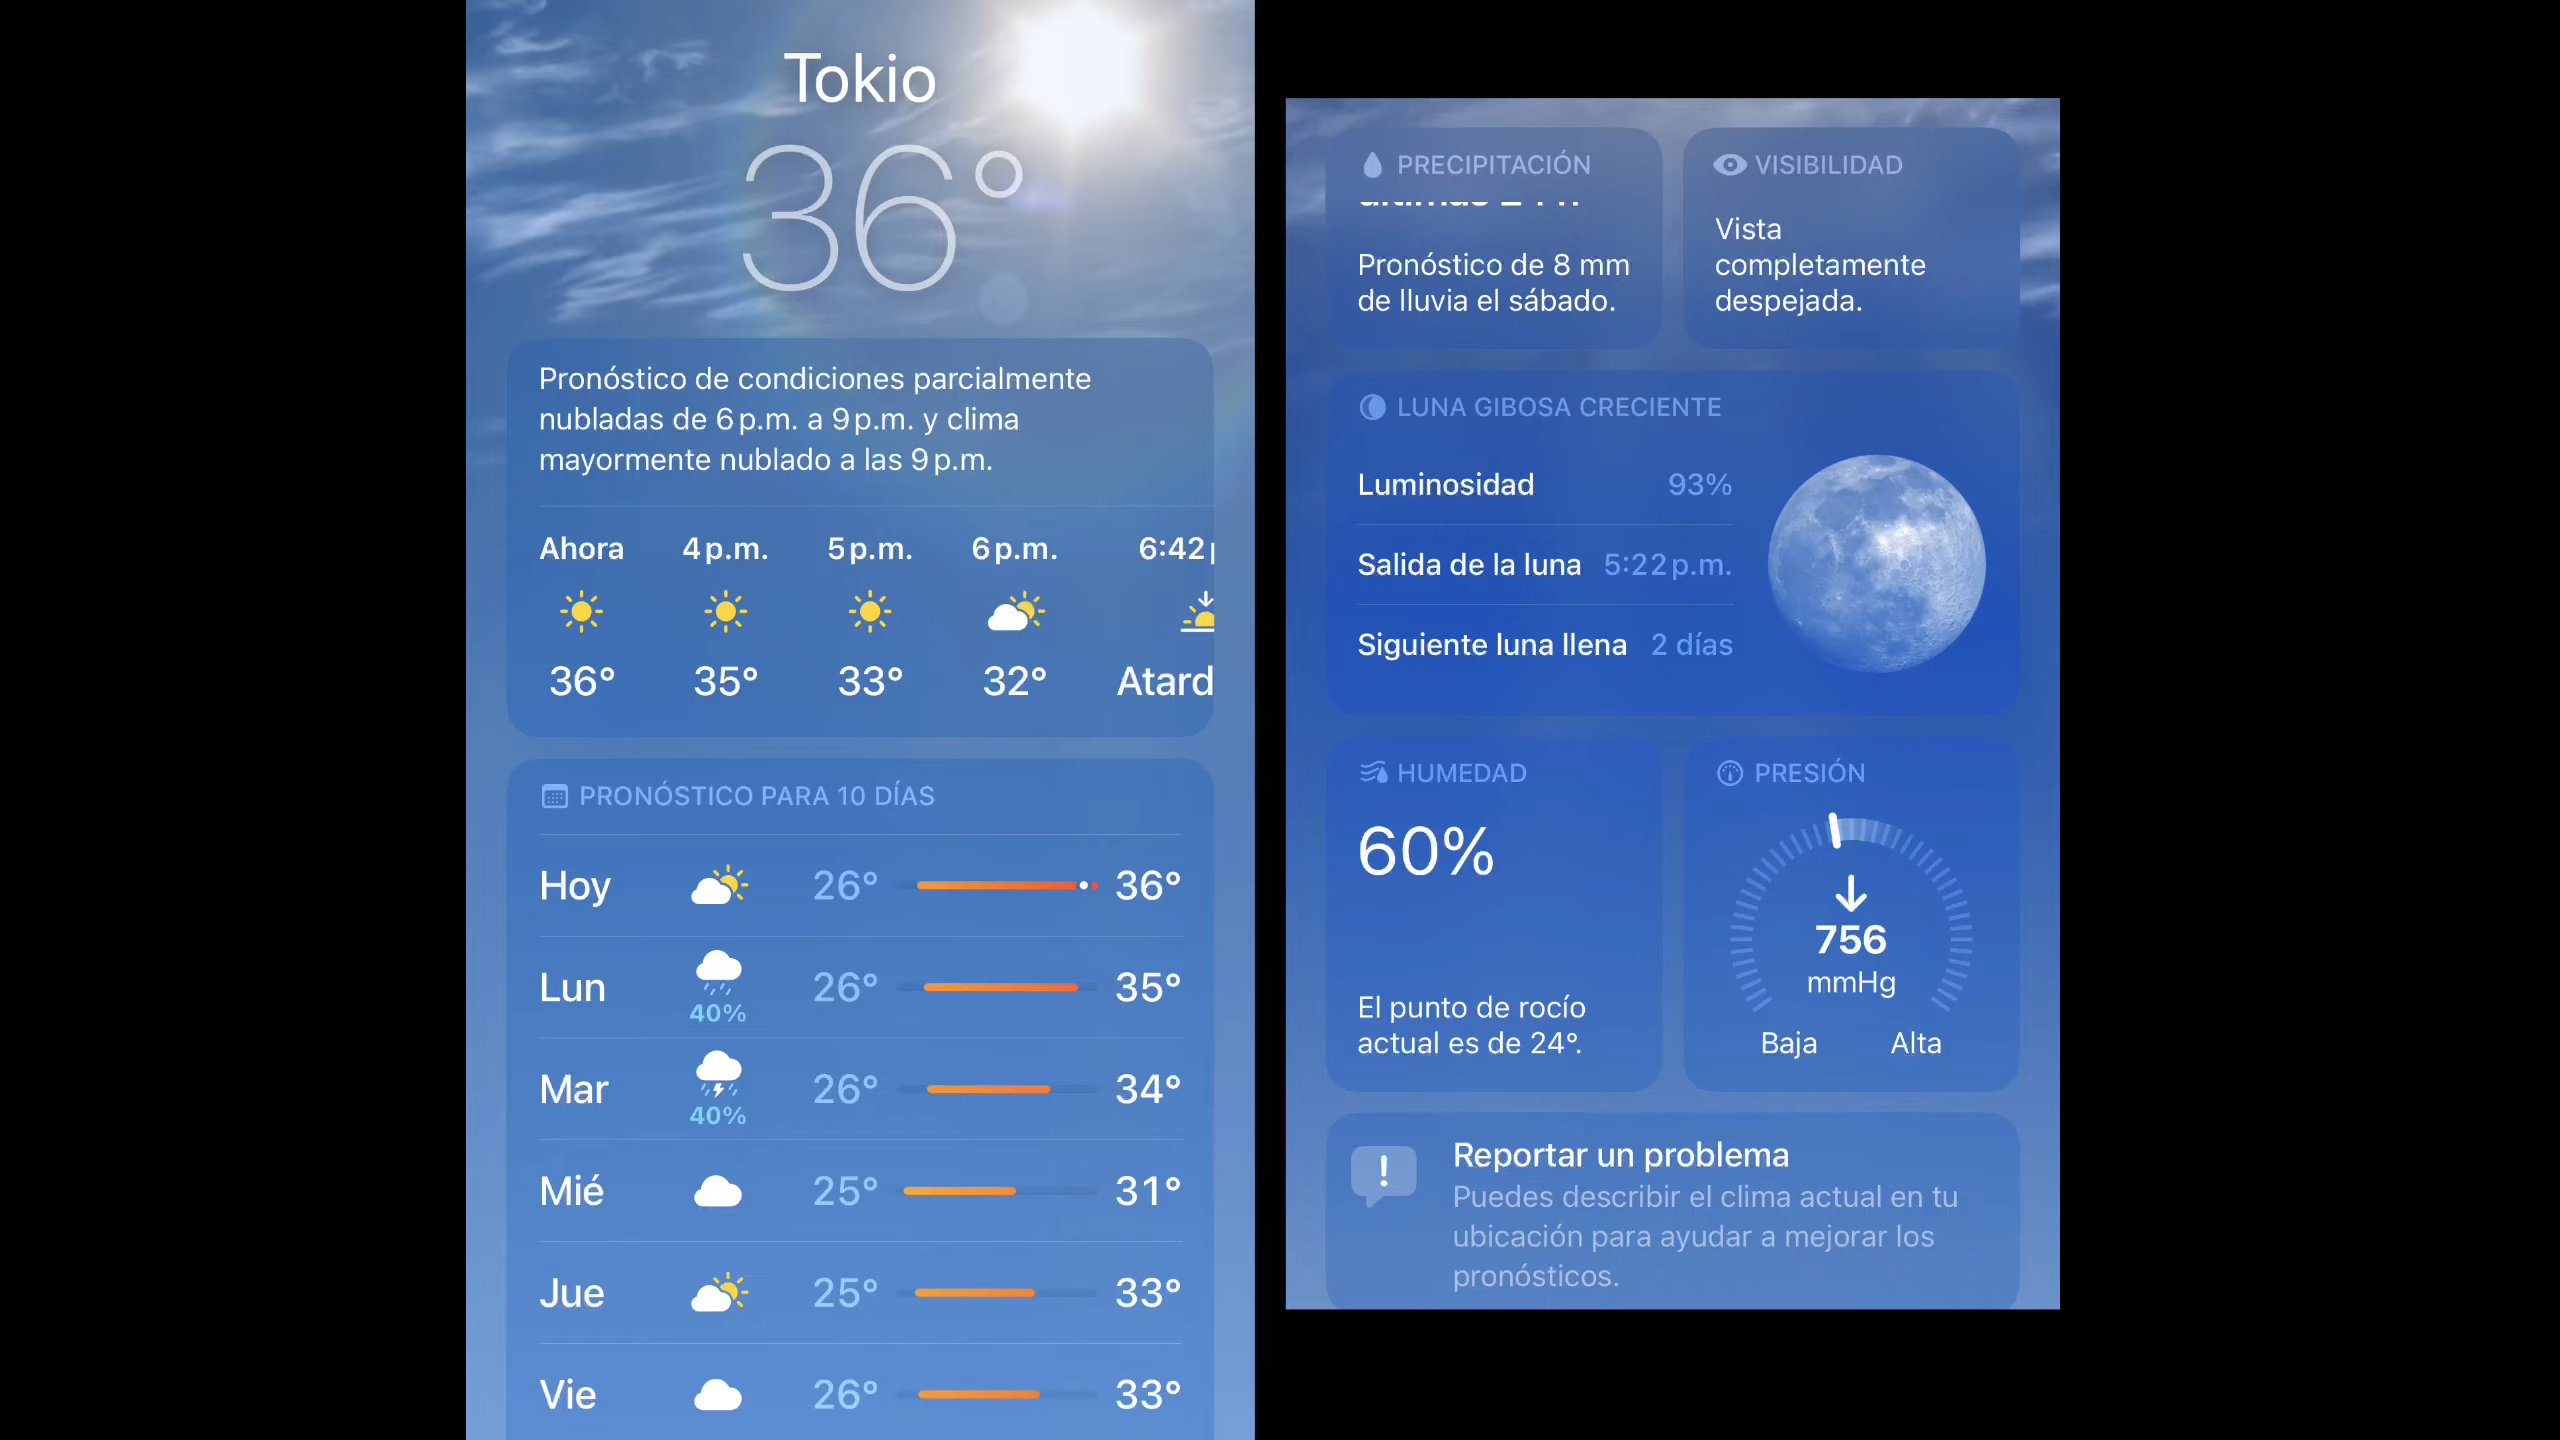 Tokio
36°
Pronóstico de condiciones parcialmente
nubladas de 6 p.m. a 9 p.m. y clima
mayormente nublado a las 9 p.m.
Ahora 4 p.m. 5 p.m. 6 p.m. 6:42
36° 35° 33° 32° Atard
PRONÓSTICO PARA 10 DÍAS
Hoy 26° 36°
Lun 40% 26° 35°
Mar 40% 26° 34°
Mié 25° 31°
Jue 25° 33°
Vie 26° 33°
PRECIPITACIÓN
Pronóstico de 8 mm
de lluvia el sábado.
VISIBILIDAD
Vista
completamente
despejada.
LUNA GIBOSA CRECIENTE
Luminosidad 93%
Salida de la luna 5:22 p.m.
Siguiente luna llena 2 días
HUMEDAD
60%
El punto de rocío
actual es de 24°.
PRESIÓN
756
mmHg
Baja Alta
Reportar un problema
Puedes describir el clima actual en tu
ubicación para ayudar a mejorar los
pronósticos.